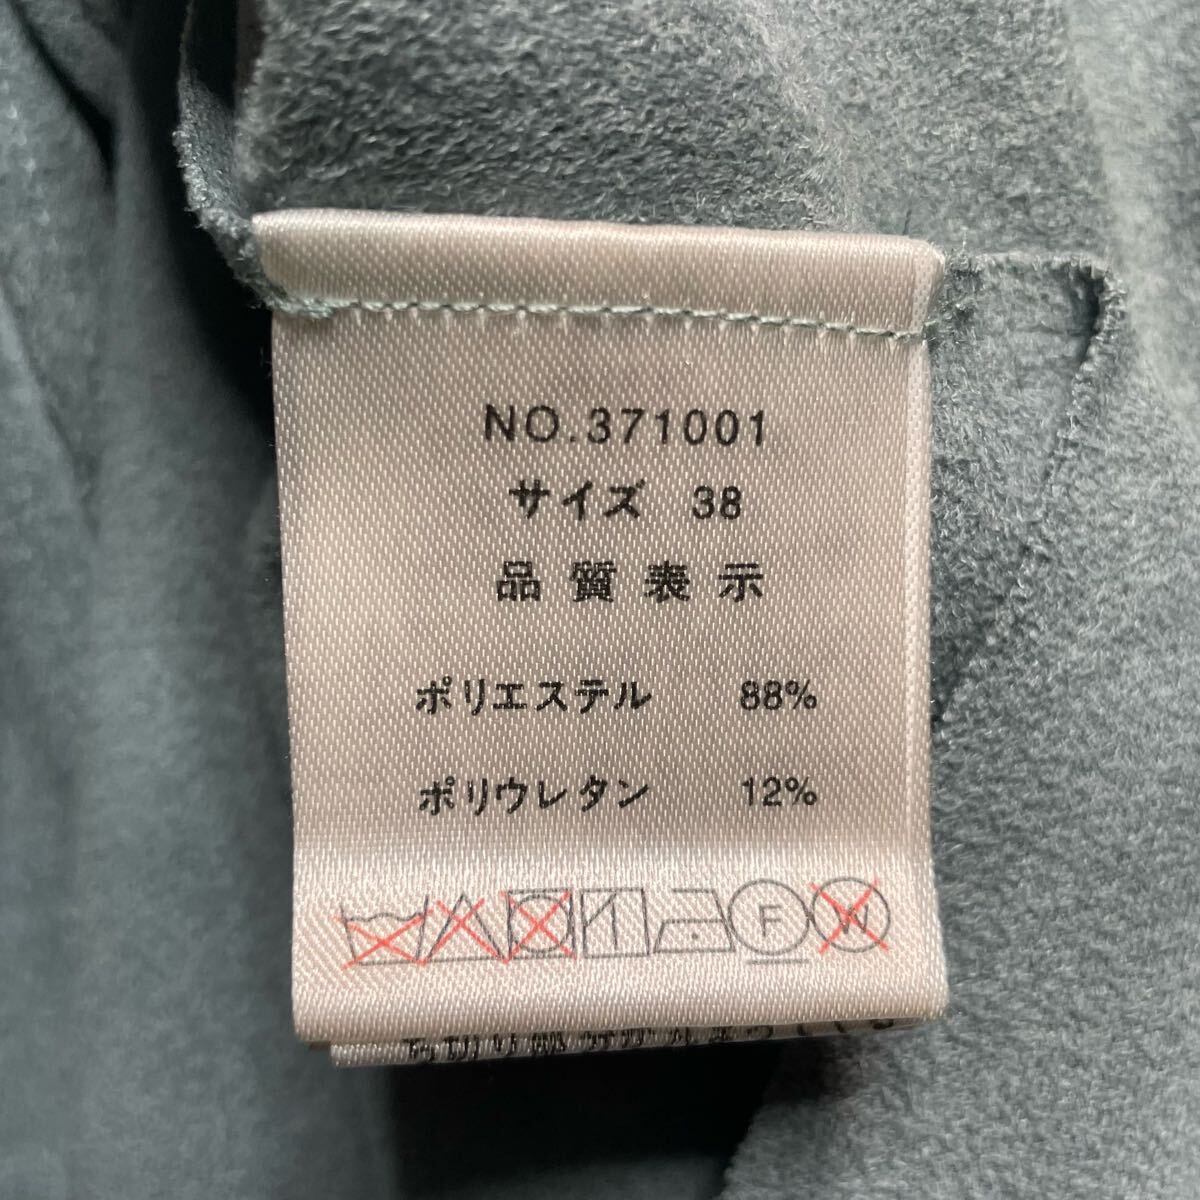 NO.371001
サイズ 38
品質表示
ポリエステル 88%
ポリウレタン 12%
F W